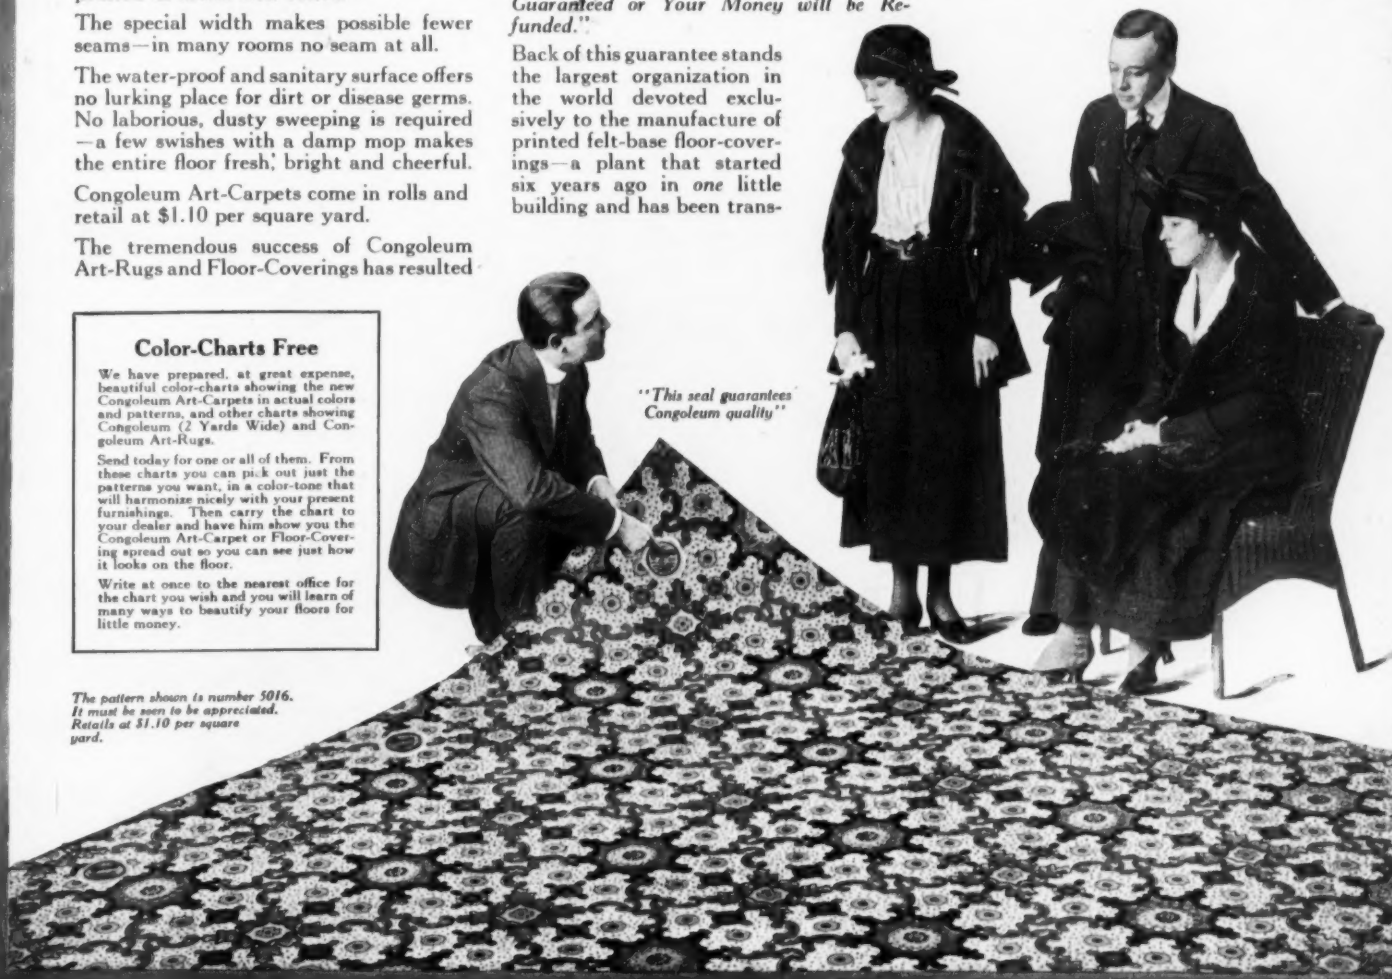 The special width makes possible fewer
seams—in many rooms no seam at all.
The water-proof and sanitary surface offers
no lurking place for dirt or disease germs.
No laborious, dusty sweeping is required
—a few swishes with a damp mop makes
the entire floor fresh, bright and cheerful.
Congoleum Art-Carpets come in rolls and
retail at $1.10 per square yard.
The tremendous success of Congoleum
Art-Rugs and Floor-Coverings has resulted
Guaranteed or Your Money will be Re-
funded."
Back of this guarantee stands
the largest organization in
the world devoted exclu-
sively to the manufacture of
printed felt-base floor-cover-
ings—a plant that started
six years ago in one little
building and has been trans-
Color-Charts Free
We have prepared, at great expense,
beautiful color-charts showing the new
Congoleum Art-Carpets in actual colors
and patterns, and other charts showing
Congoleum (2 Yards Wide) and Con-
goleum Art-Rugs.
Send today for one or all of them. From
these charts you can pick out just the
patterns you want, in a color-tone that
will harmonize nicely with your present
furnishings. Then carry the chart to
your dealer and have him show you the
Congoleum Art-Carpet or Floor-Cover-
ing spread out so you can see just how
it looks on the floor.
Write at once to the nearest office for
the chart you wish and you will learn of
many ways to beautify your floors for
little money.
"This seal guarantees
Congoleum quality"
The pattern shown is number 5016.
It must be seen to be appreciated.
Retails at $1.10 per square
yard.